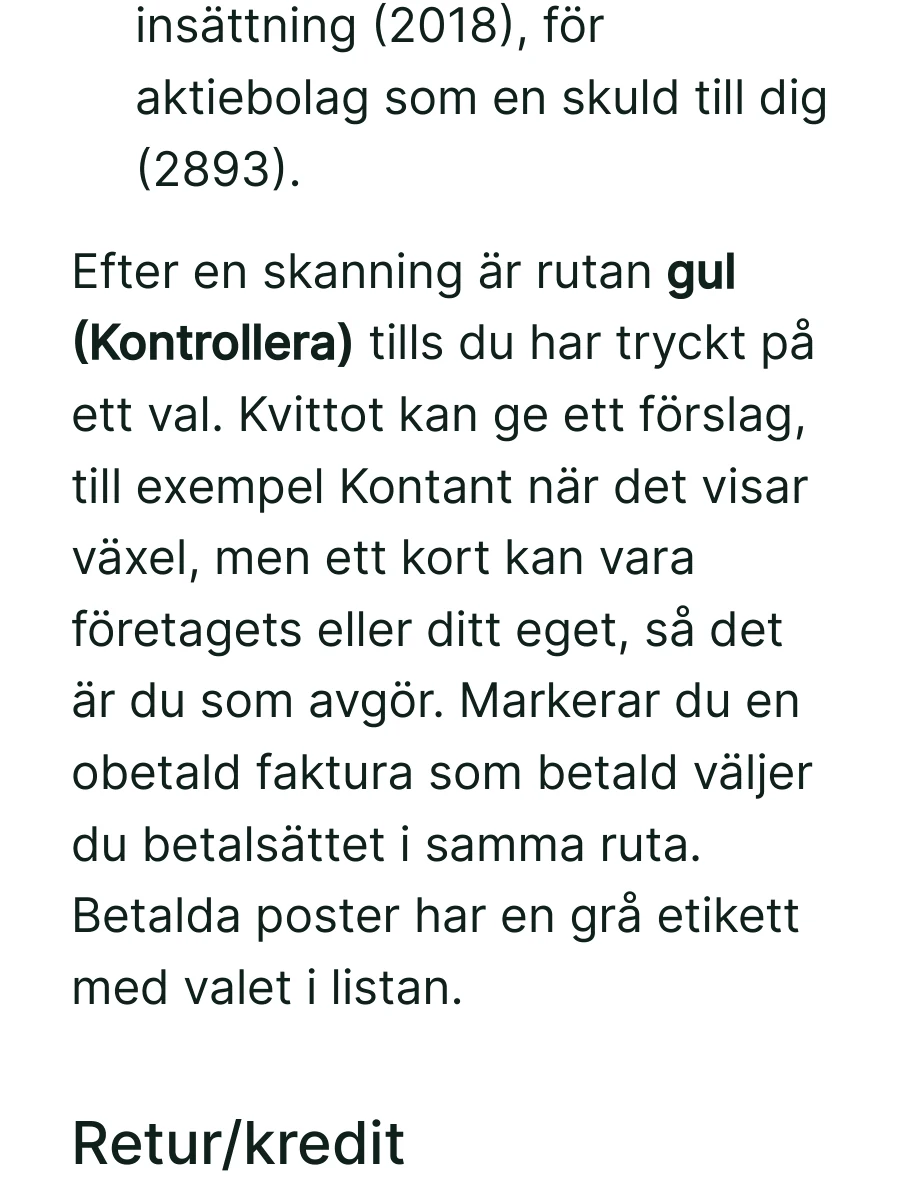 insättning (2018), för
aktiebolag som en skuld till dig
(2893).
Efter en skanning är rutan gul
(Kontrollera) tills du har tryckt på
ett val. Kvittot kan ge ett förslag,
till exempel Kontant när det visar
växel, men ett kort kan vara
företagets eller ditt eget, så det
är du som avgör. Markerar du en
obetald faktura som betald väljer
du betalsättet i samma ruta.
Betalda poster har en grå etikett
med valet i listan.
Retur/kredit